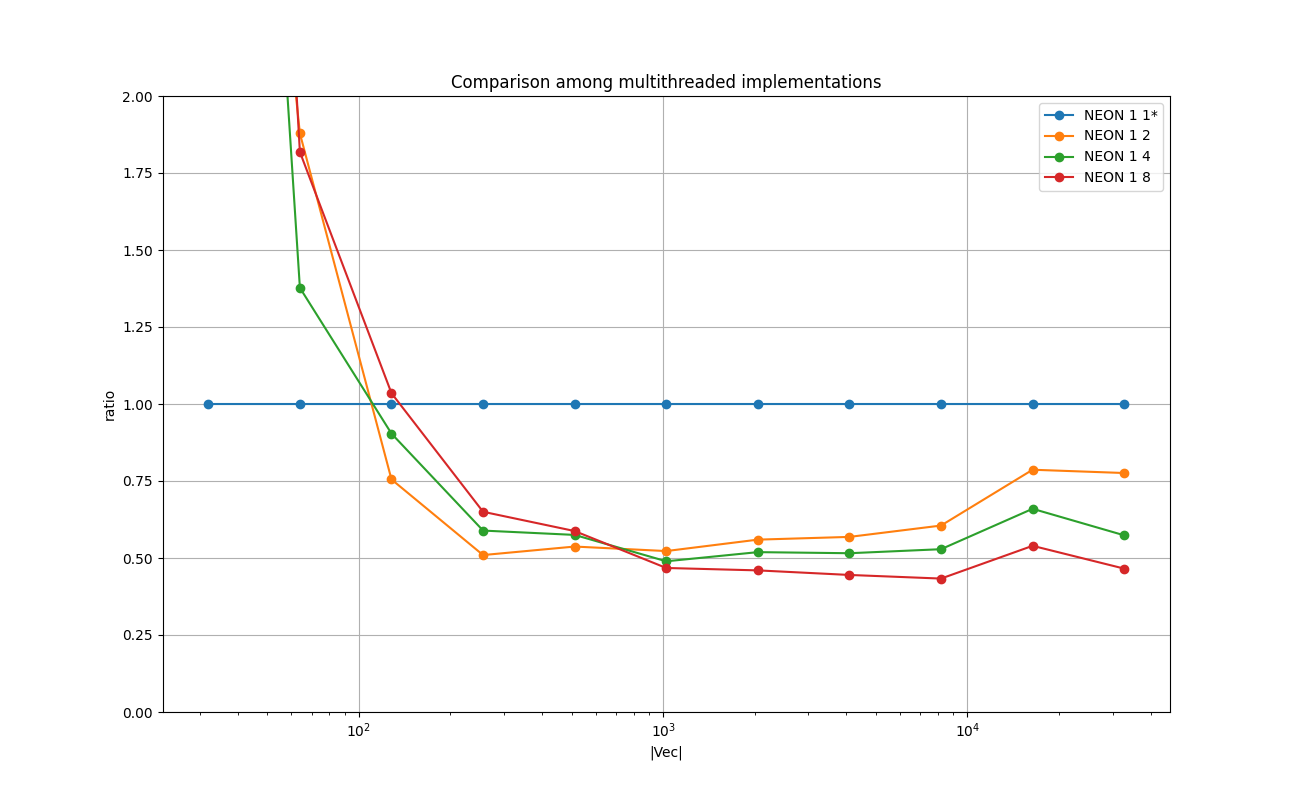 Comparison among multithreaded implementations
2.00
1.75
1.50
1.25
1.00
0.75
0.50
0.25
0.00
ratio
NEON 1 1*
NEON 1 2
NEON 1 4
NEON 1 8
10² 10³ 10⁴
|Vec|